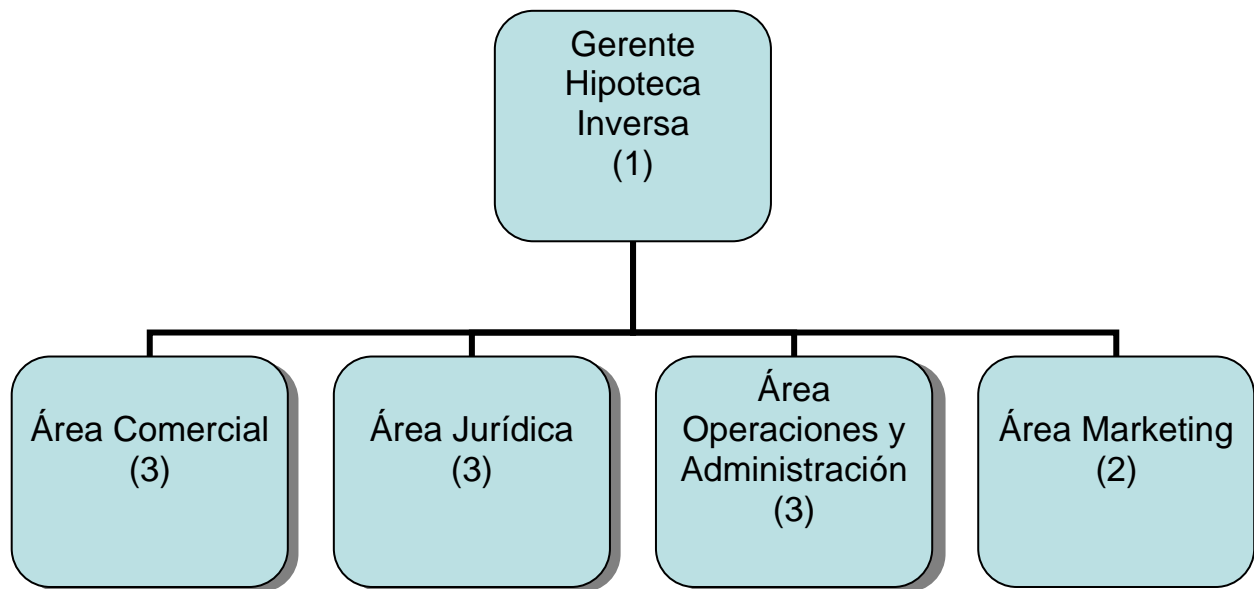 Gerente
Hipoteca
Inversa
(1)
Área Comercial
(3)
Área Jurídica
(3)
Área
Operaciones y
Administración
(3)
Área Marketing
(2)